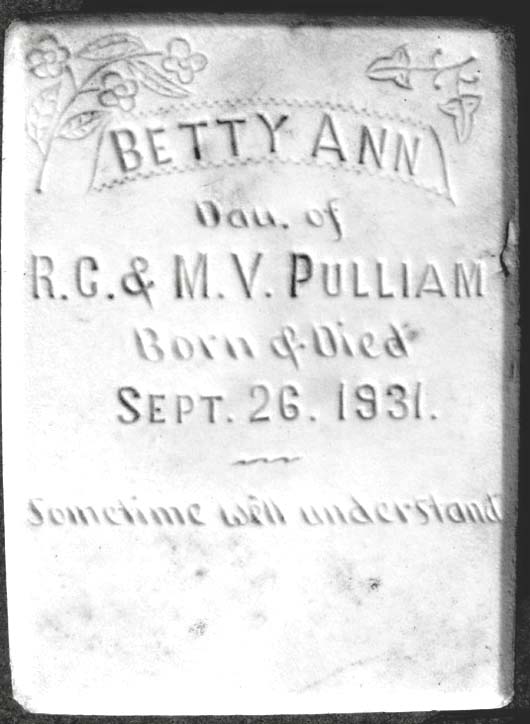 BETTY ANN
Dau. of
R.C. & M.V. PULLIAM
Born & Died
SEPT. 26. 1931.
Sometime we'll understand